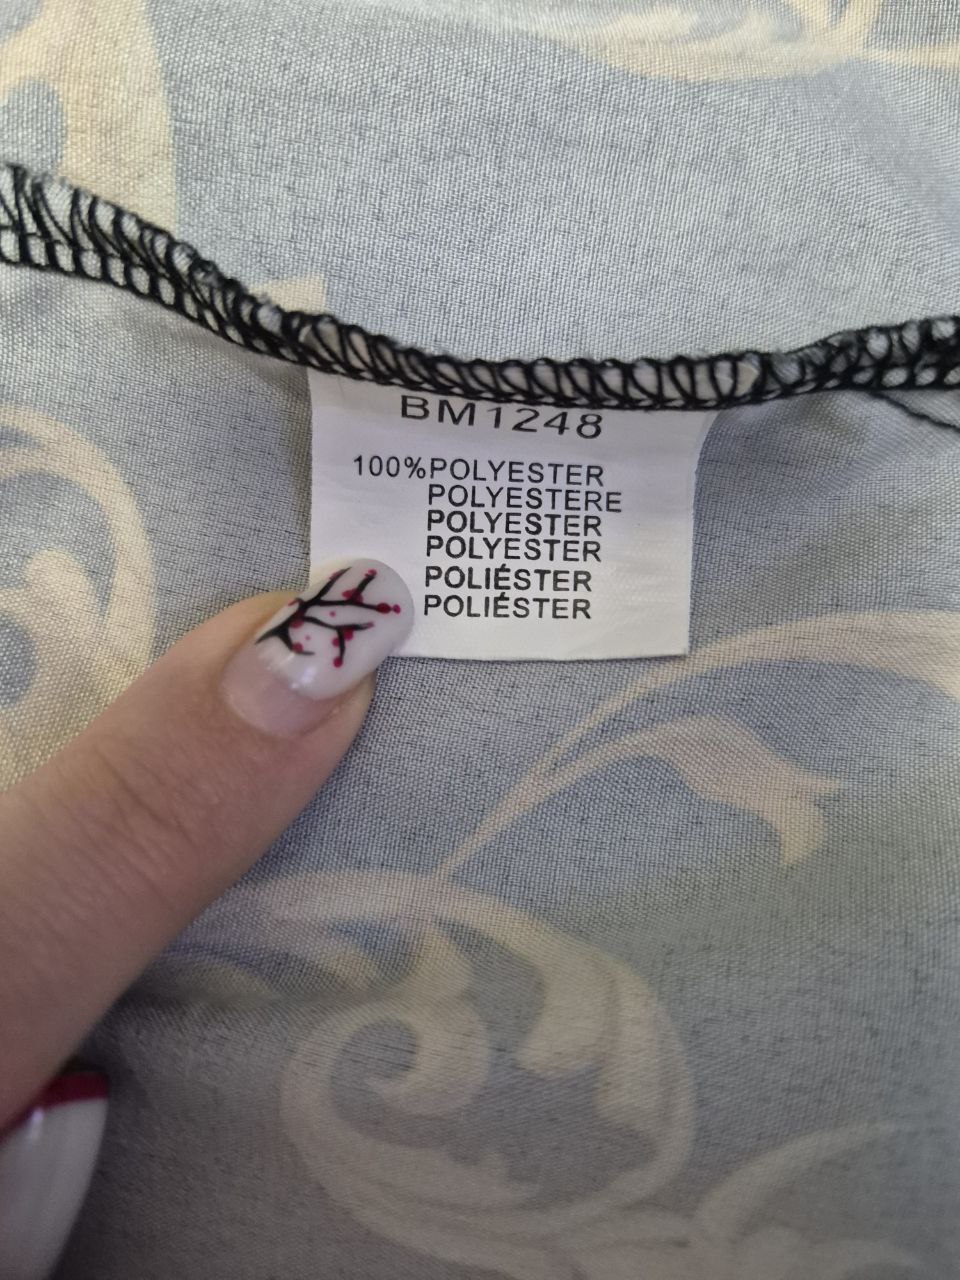 BM1248
100%POLYESTER
POLYESTERE
POLYESTER
POLYESTER
POLIÉSTER
POLIÉSTER